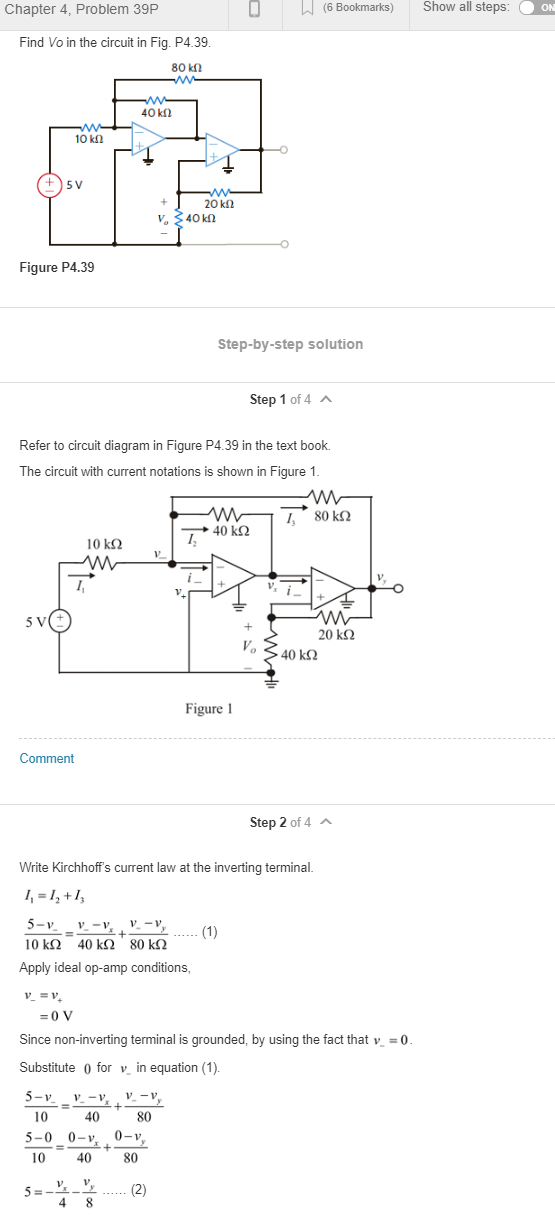 Chapter 4, Problem 39P
(6 Bookmarks)
Show all steps:
ON
Find Vo in the circuit in Fig. P4.39.
80 kΩ
40 kΩ
10 kΩ
5 V
20 kΩ
Vo
40 kΩ
Figure P4.39
Step-by-step solution
Step 1 of 4
Refer to circuit diagram in Figure P4.39 in the text book.
The circuit with current notations is shown in Figure 1.
I₃ 80 kΩ
I₂ 40 kΩ
10 kΩ
v_
I₁
i_
v₊
vₓ
i_
v_y
5 V
20 kΩ
Vo
40 kΩ
Figure 1
Comment
Step 2 of 4
Write Kirchhoff's current law at the inverting terminal.
I₁ = I₂ + I₃
(5−v_)/(10 kΩ) = (v_−vₓ)/(40 kΩ) + (v_−v_y)/(80 kΩ) ...... (1)
Apply ideal op-amp conditions,
v_ = v₊
= 0 V
Since non-inverting terminal is grounded, by using the fact that v_ = 0.
Substitute 0 for v_ in equation (1).
(5−v_)/10 = (v_−vₓ)/40 + (v_−v_y)/80
(5−0)/10 = (0−vₓ)/40 + (0−v_y)/80
5 = −vₓ/4 − v_y/8 ...... (2)